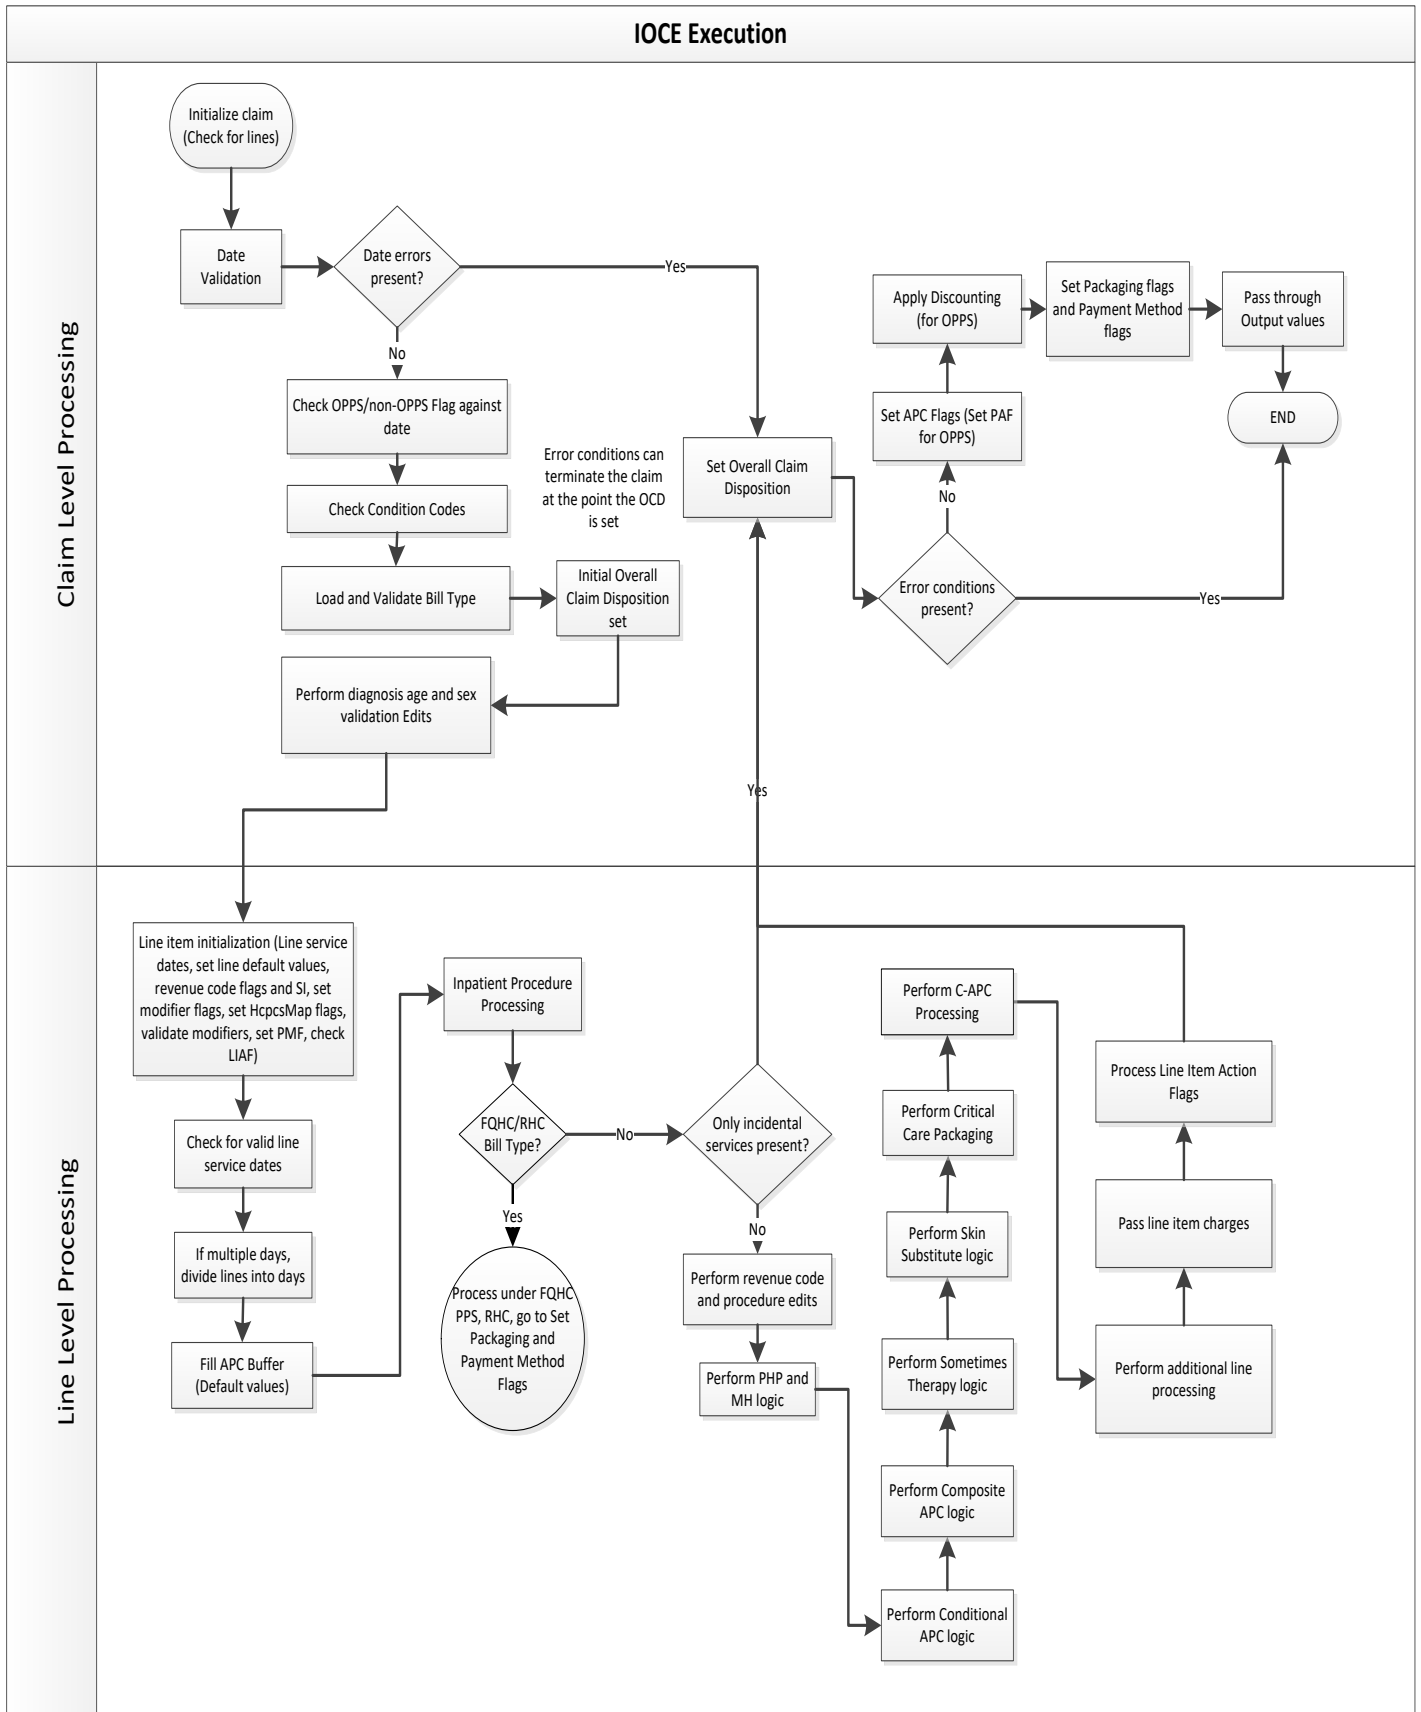 IOCE Execution
Claim Level Processing
Initialize claim
(Check for lines)
Date
Validation
Date errors
present?
Yes
No
Check OPPS/non-OPPS Flag against
date
Check Condition Codes
Load and Validate Bill Type
Error conditions can
terminate the claim
at the point the OCD
is set
Initial Overall
Claim Disposition
set
Perform diagnosis age and sex
validation Edits
Set Overall Claim
Disposition
Error conditions
present?
Yes
No
Set APC Flags (Set PAF
for OPPS)
Apply Discounting
(for OPPS)
Set Packaging flags
and Payment Method
flags
Pass through
Output values
END
Yes
Line Level Processing
Line item initialization (Line service
dates, set line default values,
revenue code flags and SI, set
modifier flags, set HcpcsMap flags,
validate modifiers, set PMF, check
LIAF)
Check for valid line
service dates
If multiple days,
divide lines into days
Fill APC Buffer
(Default values)
Inpatient Procedure
Processing
FQHC/RHC
Bill Type?
No
Yes
Process under FQHC
PPS, RHC, go to Set
Packaging and
Payment Method
Flags
Only incidental
services present?
No
Perform revenue code
and procedure edits
Perform PHP and
MH logic
Perform Conditional
APC logic
Perform Composite
APC logic
Perform Sometimes
Therapy logic
Perform Skin
Substitute logic
Perform Critical
Care Packaging
Perform C-APC
Processing
Perform additional line
processing
Pass line item charges
Process Line Item Action
Flags